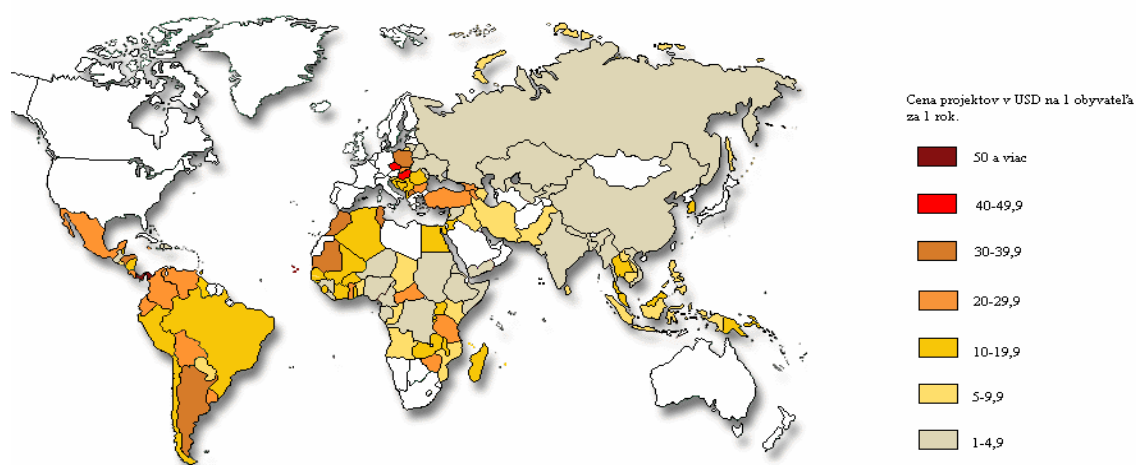 Cena projektov v USD na 1 obyvateľa
za 1 rok.
50 a viac
40-49,9
30-39,9
20-29,9
10-19,9
5-9,9
1-4,9